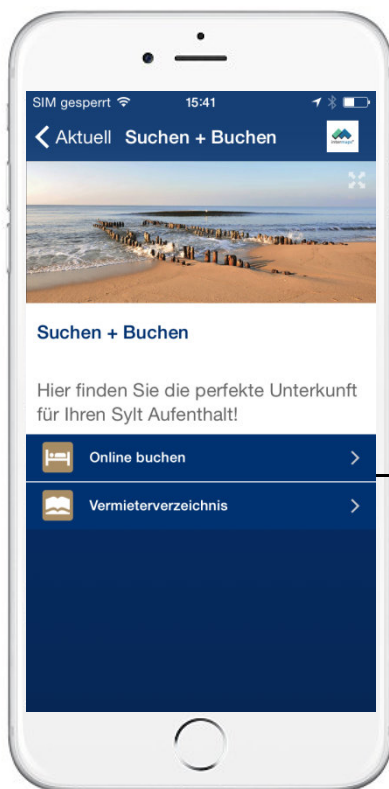 SIM gesperrt 15:41
Aktuell Suchen + Buchen
intermaps
Suchen + Buchen
Hier finden Sie die perfekte Unterkunft
für Ihren Sylt Aufenthalt!
Online buchen
Vermieterverzeichnis